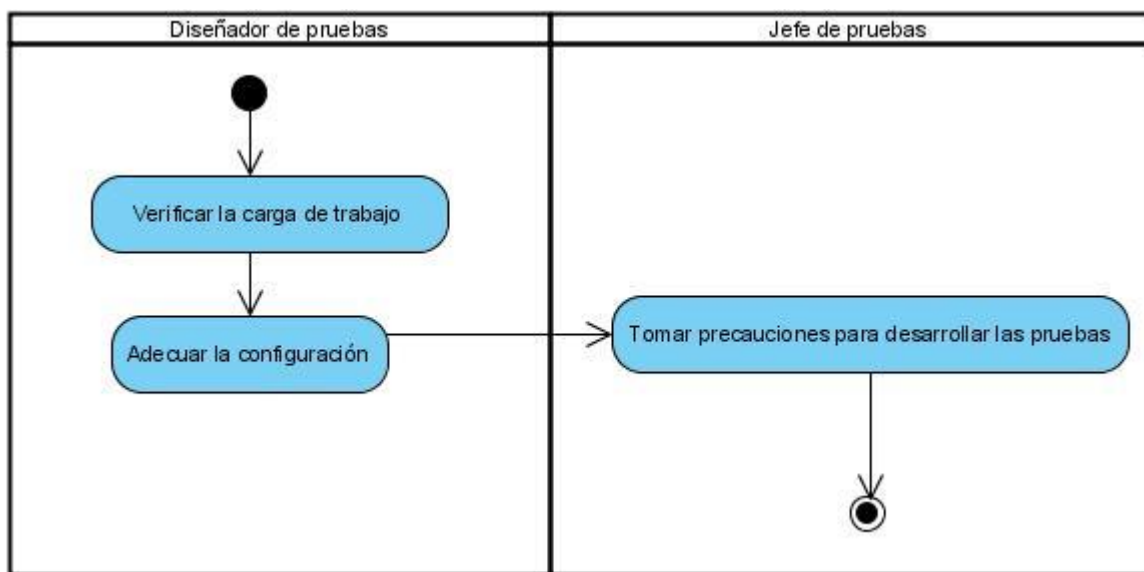 Diseñador de pruebas
Jefe de pruebas
Verificar la carga de trabajo
Adecuar la configuración
Tomar precauciones para desarrollar las pruebas